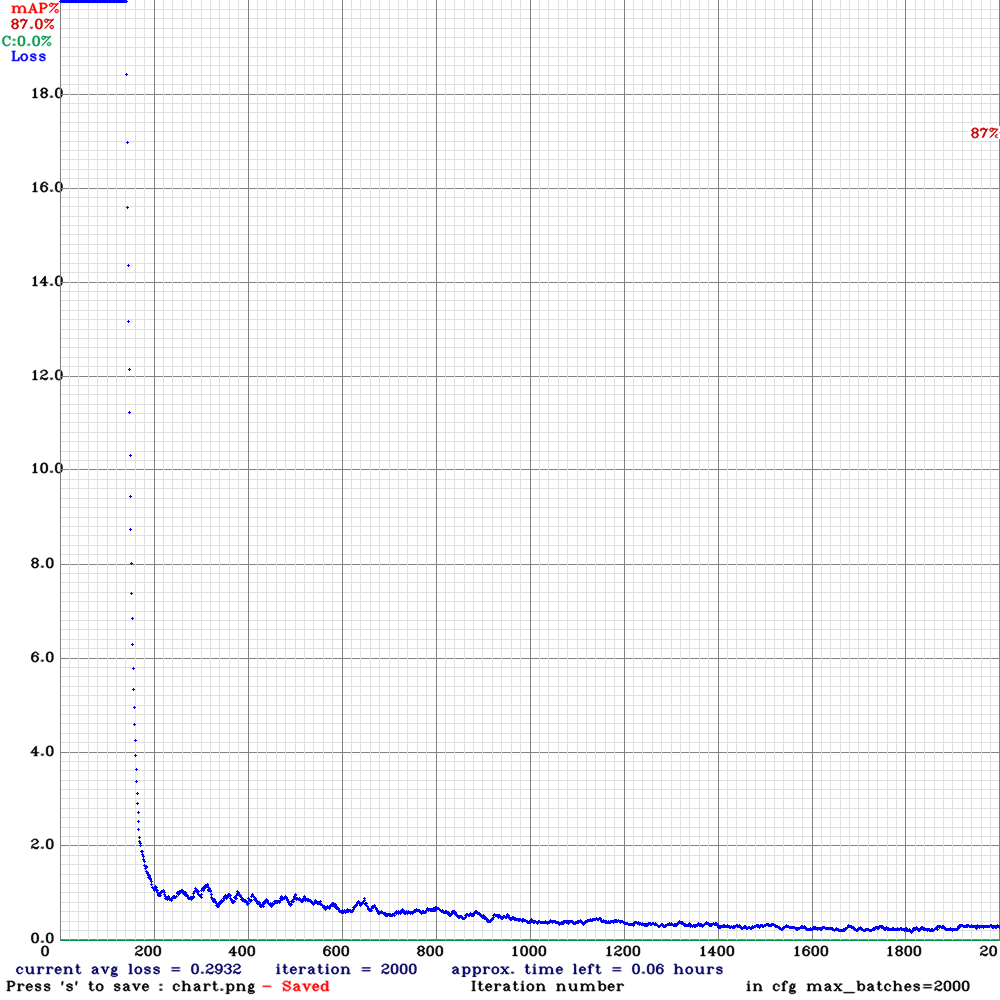 mAP%
87.0%
C:0.0%
Loss
18.0
87%
16.0
14.0
12.0
10.0
8.0
6.0
4.0
2.0
0.0
0 200 400 600 800 1000 1200 1400 1600 1800 20
current avg loss = 0.2932 iteration = 2000 approx. time left = 0.06 hours
Press 's' to save : chart.png - Saved Iteration number in cfg max_batches=2000